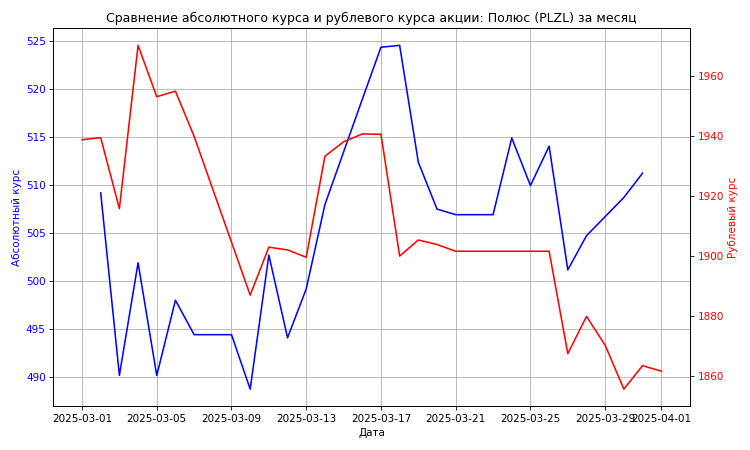 Сравнение абсолютного курса и рублевого курса акции: Полюс (PLZL) за месяц
525
520
515
510
505
500
495
490
Абсолютный курс
1960
1940
1920
1900
1880
1860
Рублевый курс
2025-03-01 2025-03-05 2025-03-09 2025-03-13 2025-03-17 2025-03-21 2025-03-25 2025-03-29 2025-04-01
Дата